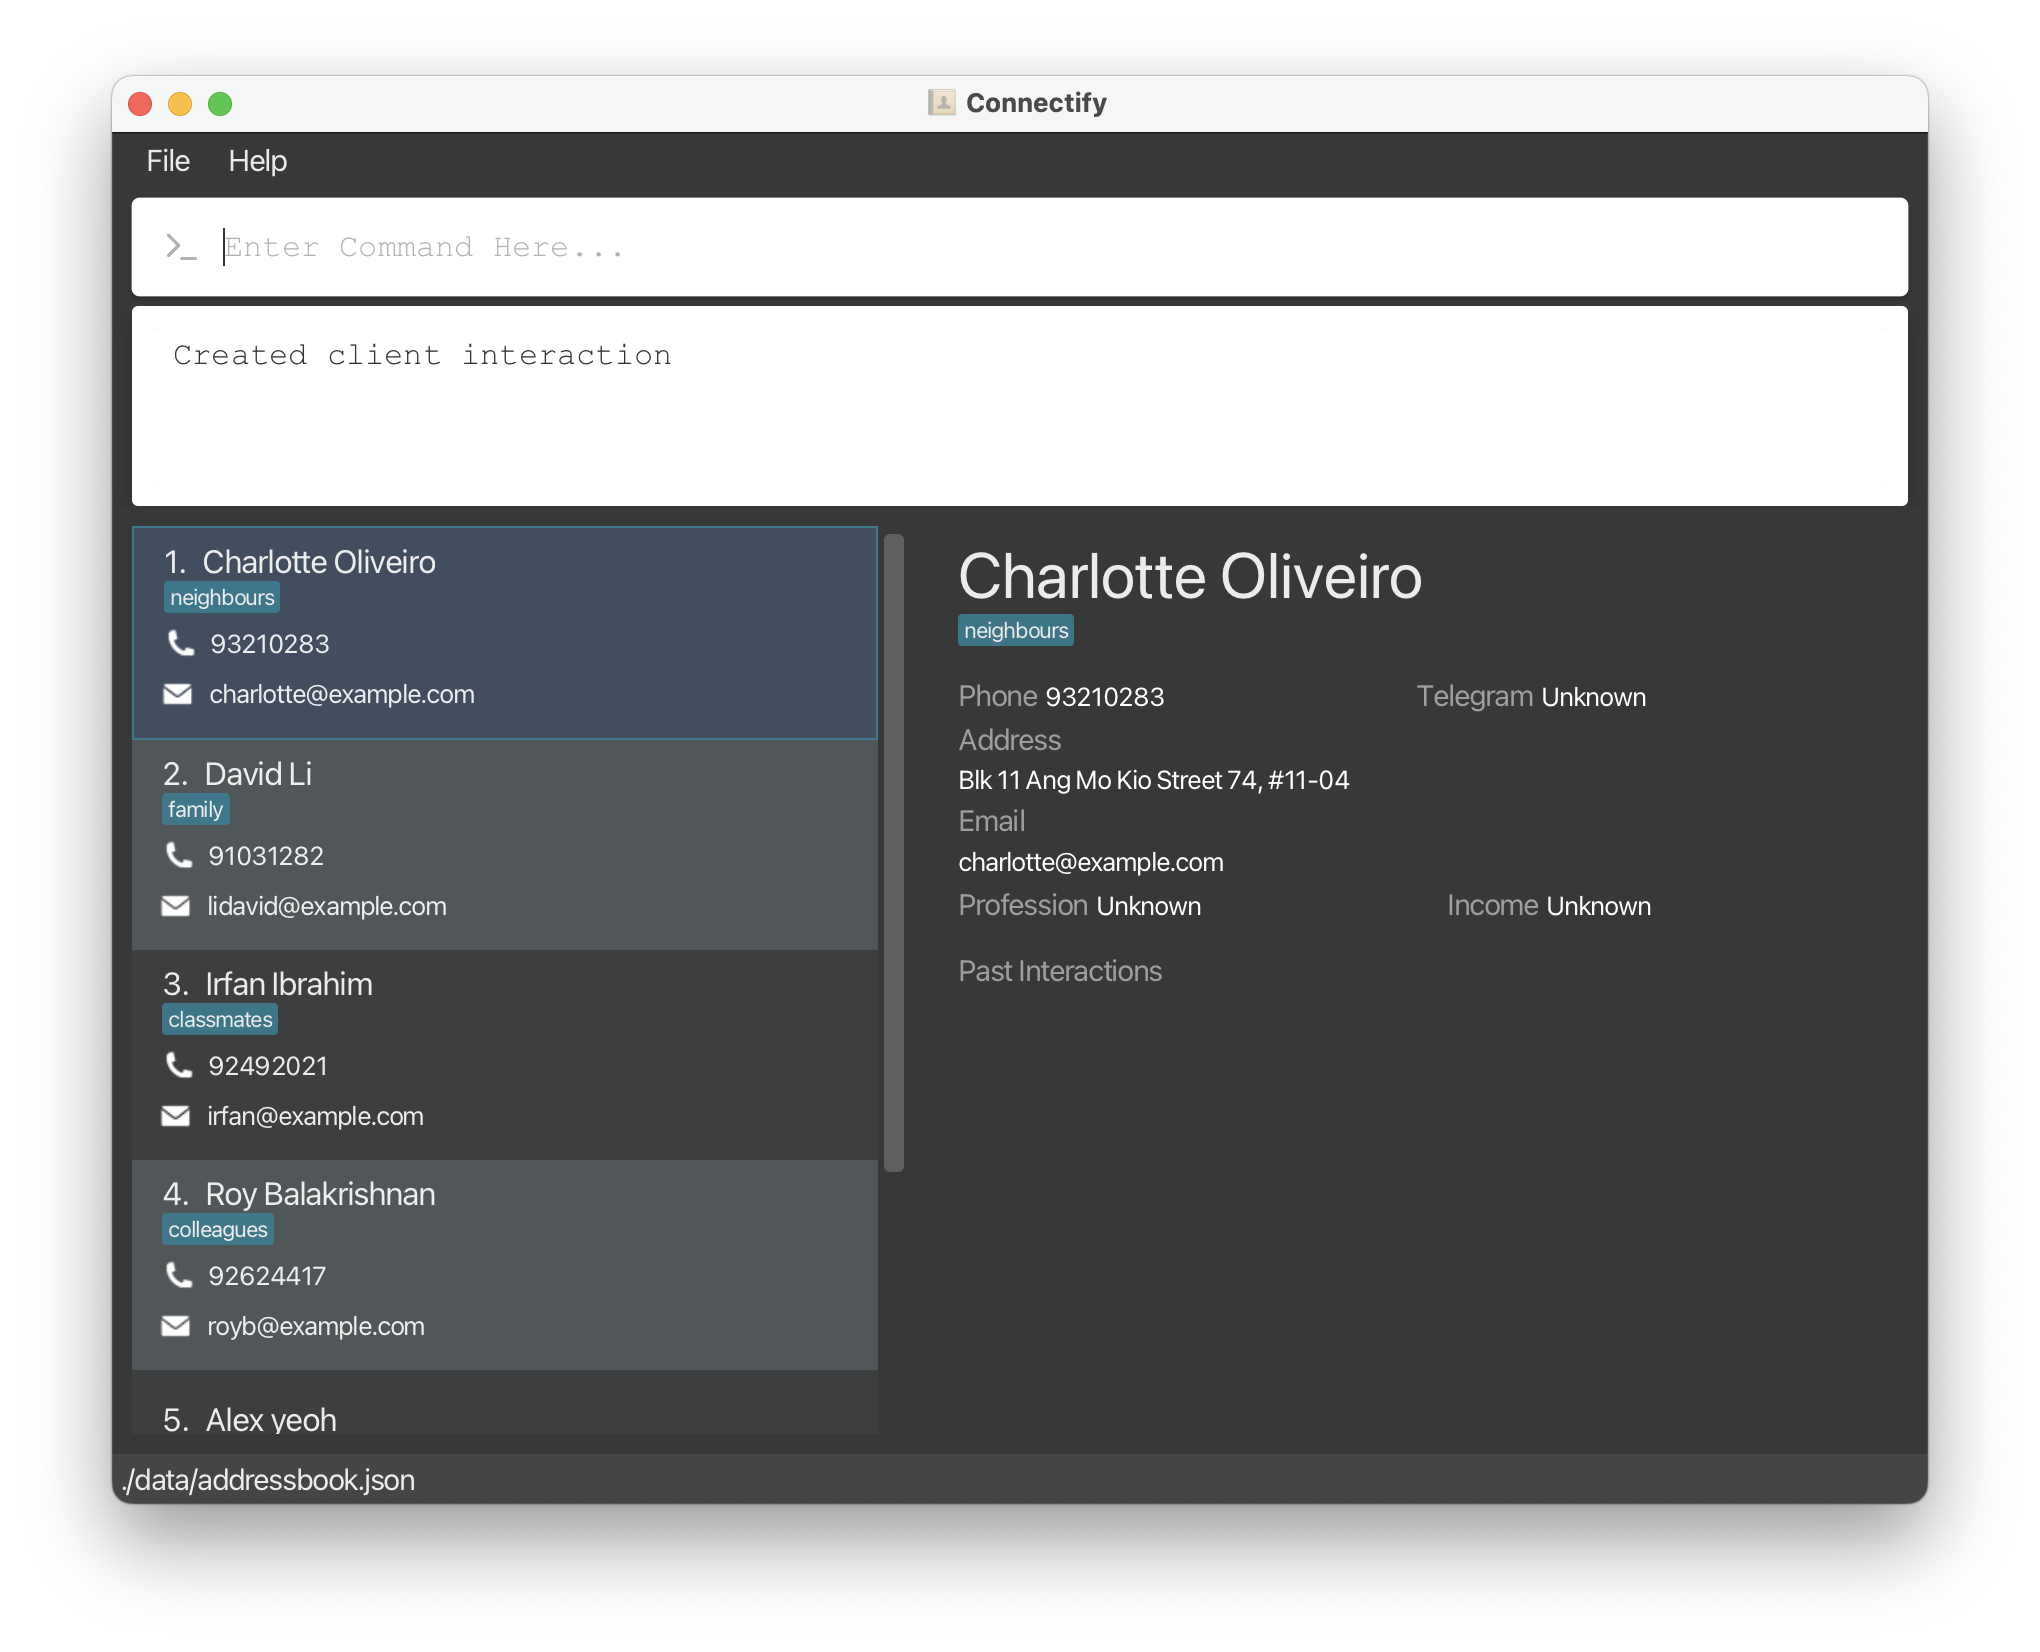 Connectify
File Help
Enter Command Here...
Created client interaction
1. Charlotte Oliveiro
neighbours
93210283
charlotte@example.com
2. David Li
family
91031282
lidavid@example.com
3. Irfan Ibrahim
classmates
92492021
irfan@example.com
4. Roy Balakrishnan
colleagues
92624417
royb@example.com
5. Alex yeoh
Charlotte Oliveiro
neighbours
Phone 93210283 Telegram Unknown
Address
Blk 11 Ang Mo Kio Street 74, #11-04
Email
charlotte@example.com
Profession Unknown Income Unknown
Past Interactions
./data/addressbook.json